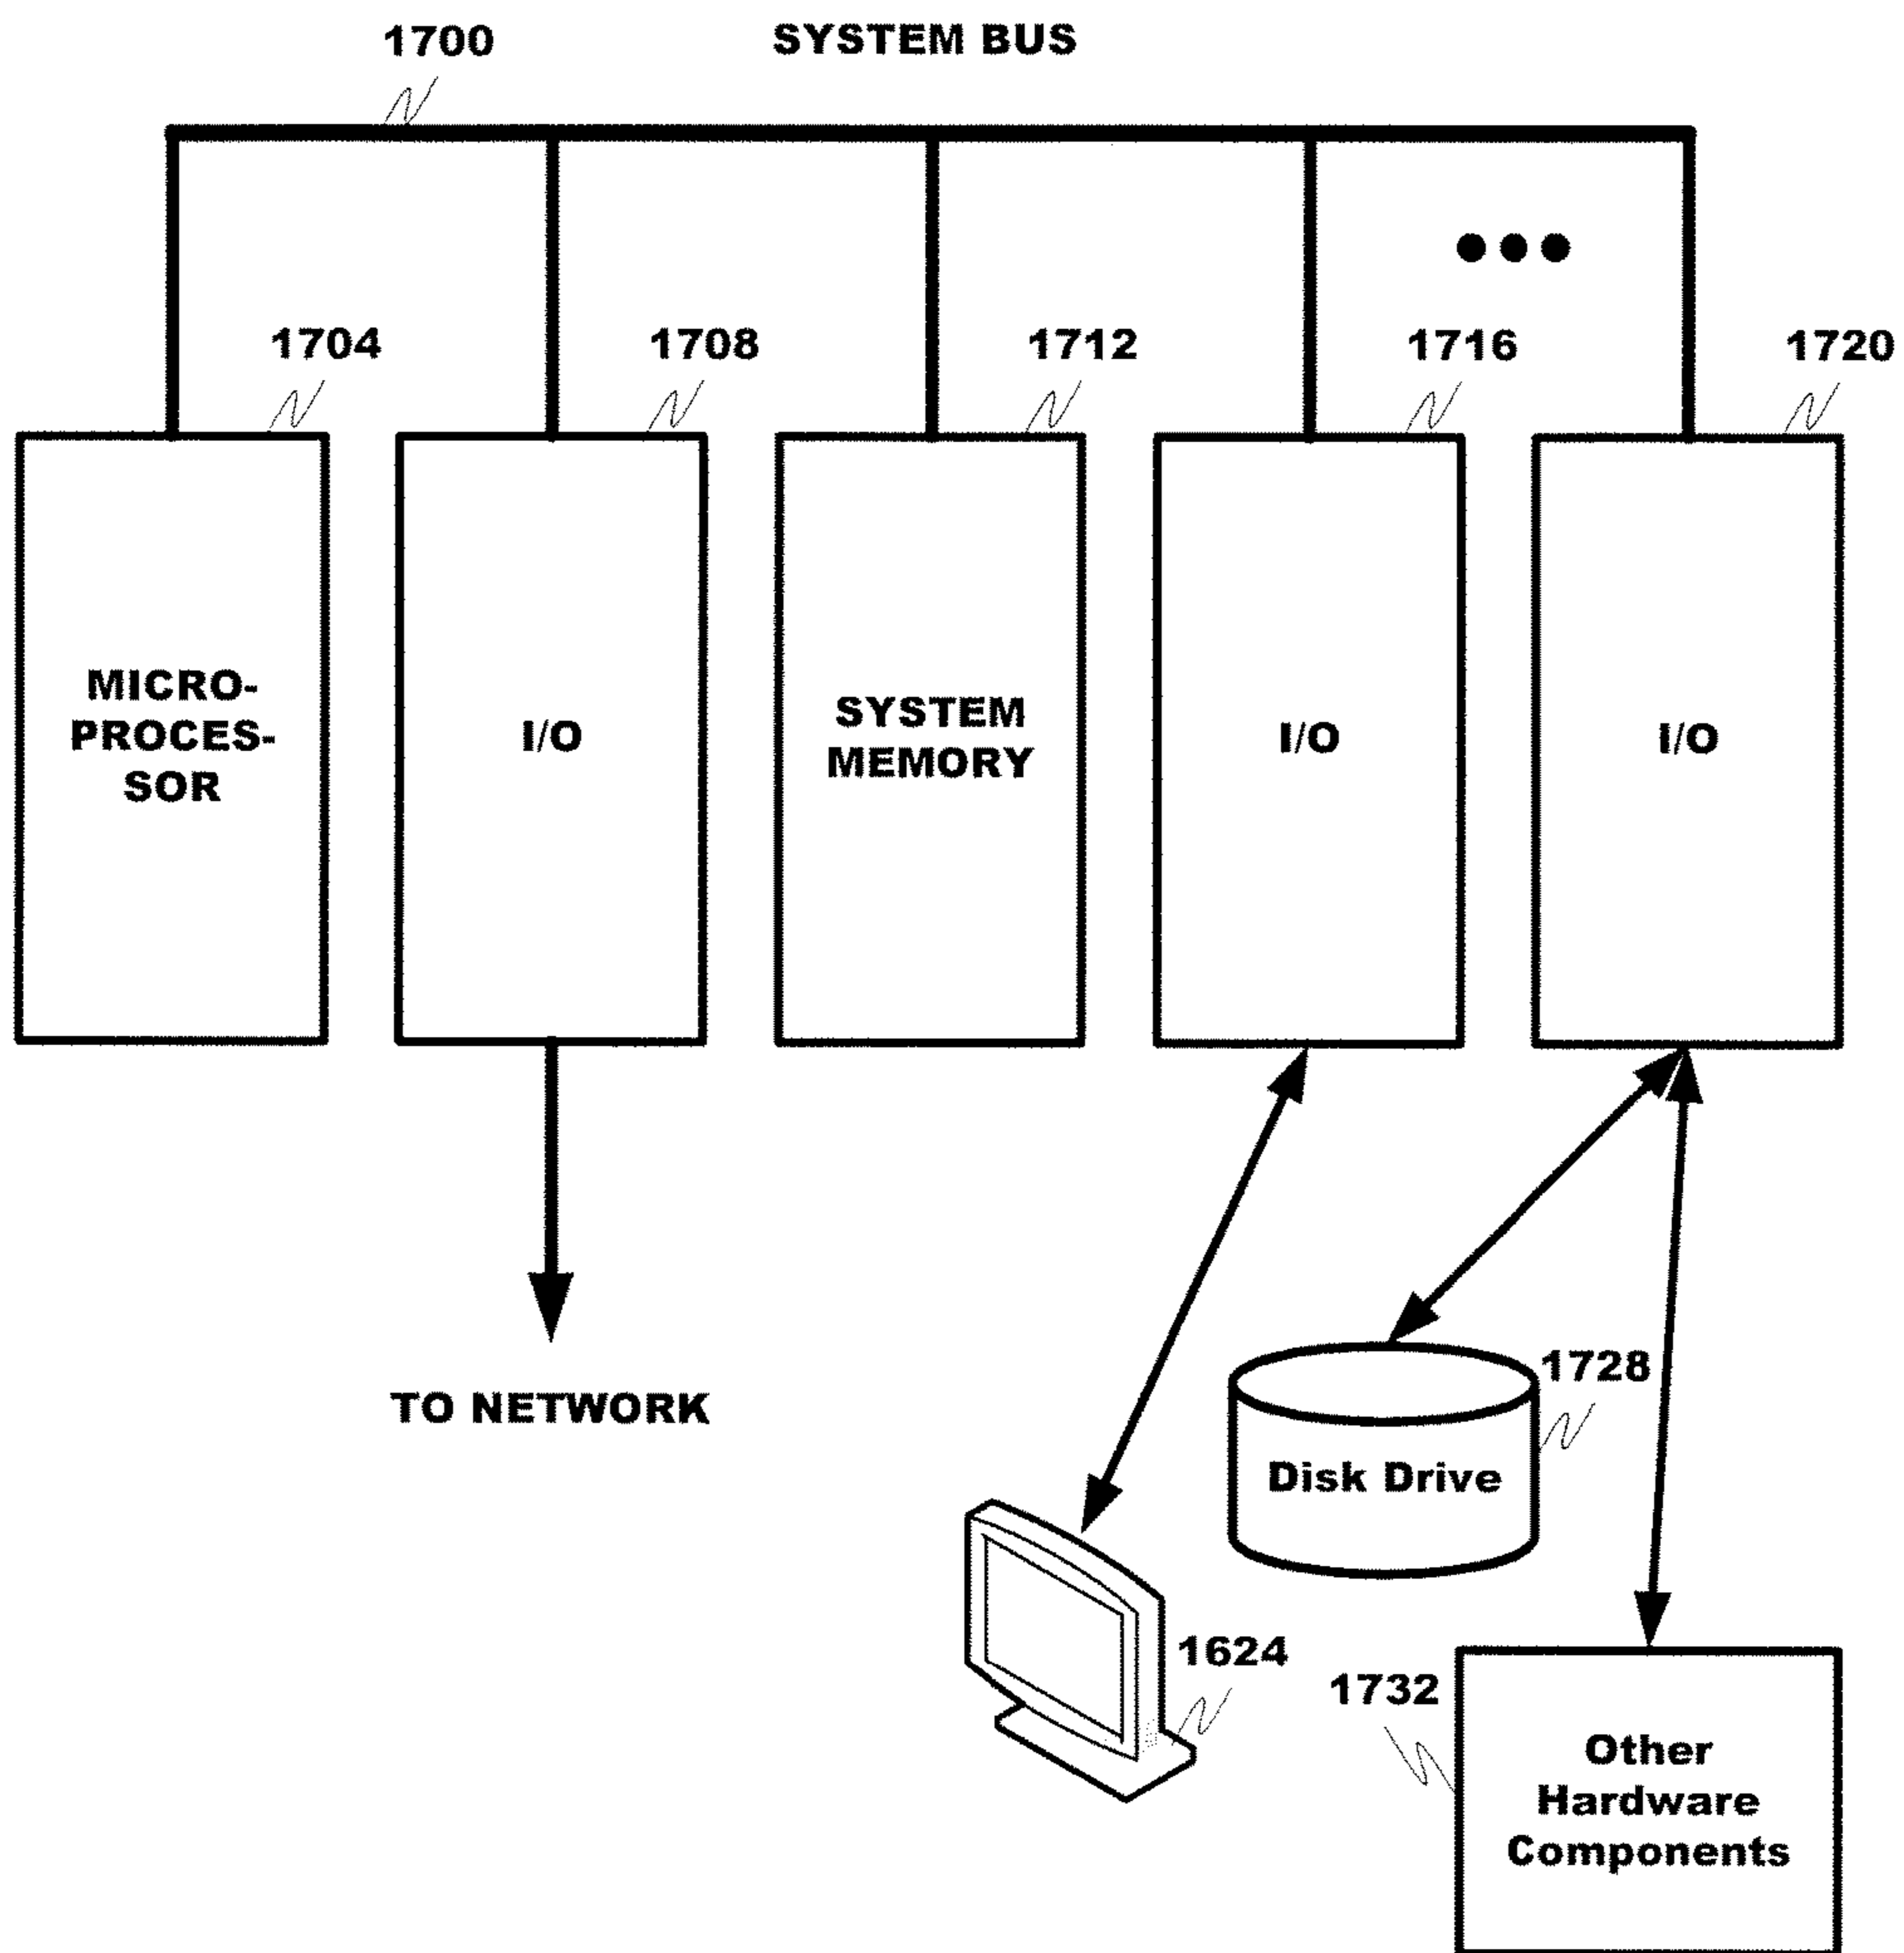 1700
SYSTEM BUS
1704
1708
1712
1716
1720
MICRO-
PROCES-
SOR
I/O
SYSTEM
MEMORY
I/O
I/O
TO NETWORK
1728
Disk Drive
1624
1732
Other
Hardware
Components